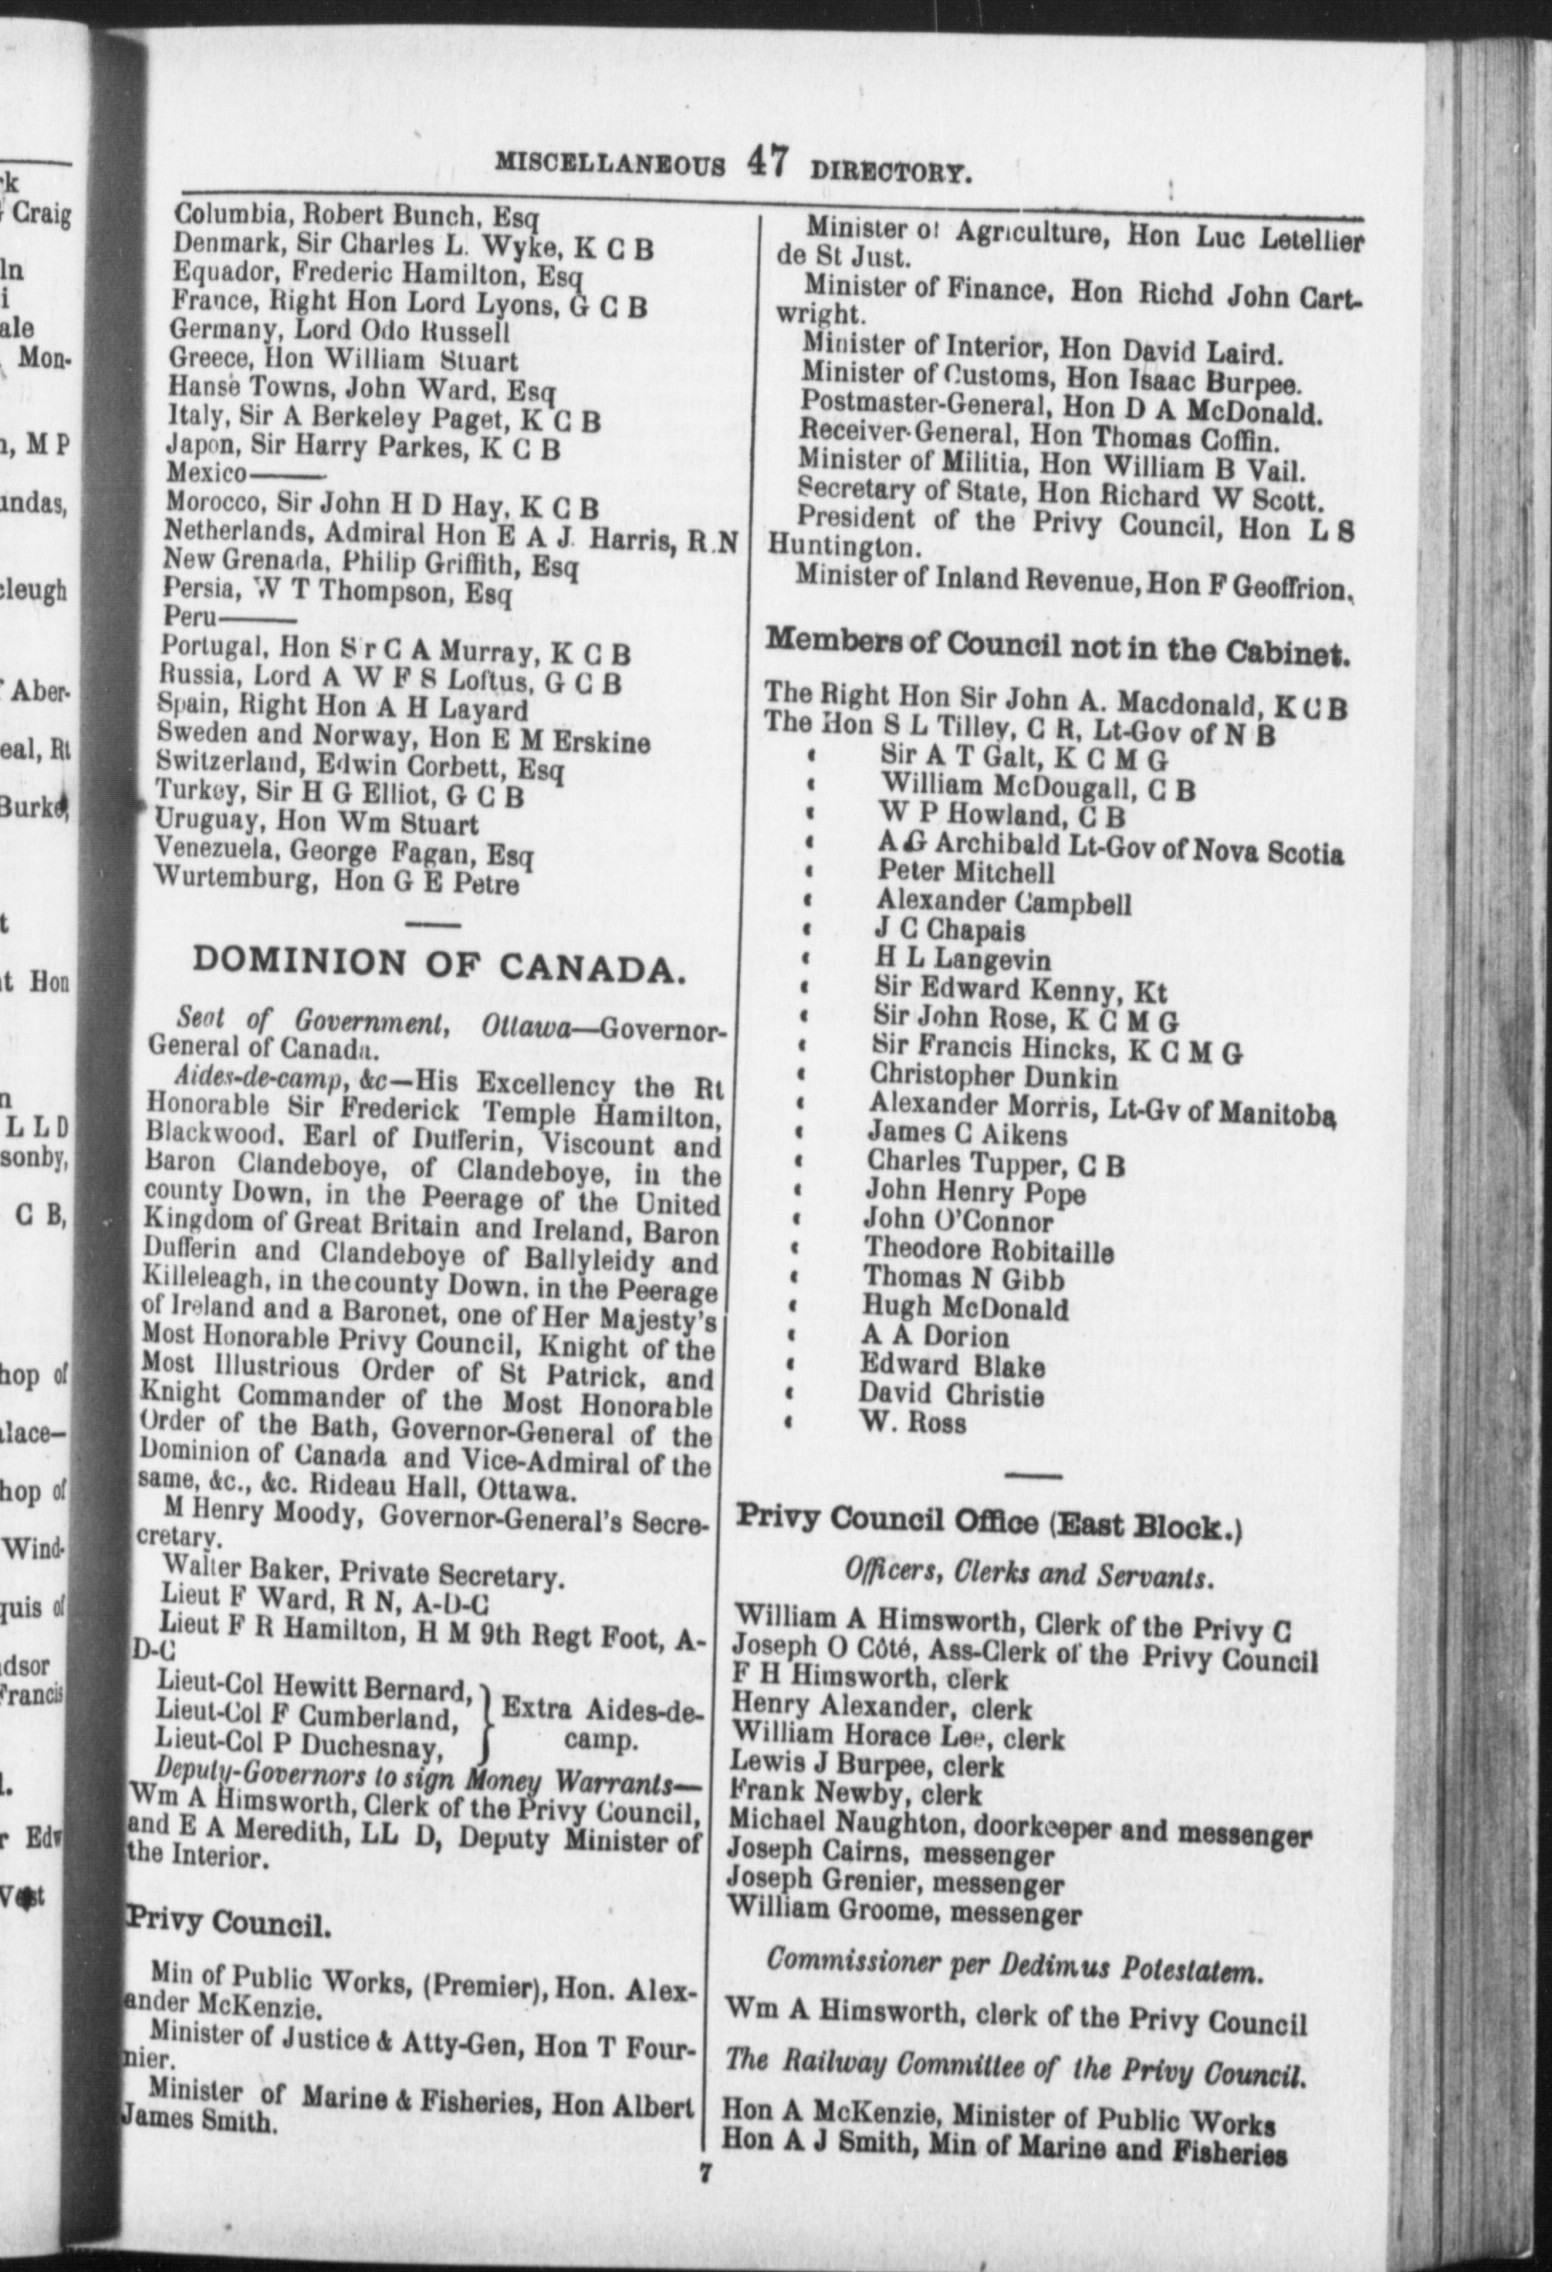 MISCELLANEOUS 47 DIRECTORY.
Columbia, Robert Bunch, Esq
Denmark, Sir Charles L. Wyke, K C B
Equador, Frederic Hamilton, Esq
France, Right Hon Lord Lyons, G C B
Germany, Lord Odo Russell
Greece, Hon William Stuart
Hanse Towns, John Ward, Esq
Italy, Sir A Berkeley Paget, K C B
Japon, Sir Harry Parkes, K C B
Mexico———
Morocco, Sir John H D Hay, K C B
Netherlands, Admiral Hon E A J. Harris, R.N
New Grenada, Philip Griffith, Esq
Persia, W T Thompson, Esq
Peru———
Portugal, Hon S r C A Murray, K C B
Russia, Lord A W F S Loftus, G C B
Spain, Right Hon A H Layard
Sweden and Norway, Hon E M Erskine
Switzerland, Edwin Corbett, Esq
Turkey, Sir H G Elliot, G C B
Uruguay, Hon Wm Stuart
Venezuela, George Fagan, Esq
Wurtemburg, Hon G E Petre
DOMINION OF CANADA.
Seat of Government, Ottawa—Governor-
General of Canada.
Aides-de-camp, &c—His Excellency the Rt
Honorable Sir Frederick Temple Hamilton,
Blackwood, Earl of Dufferin, Viscount and
Baron Clandeboye, of Clandeboye, in the
county Down, in the Peerage of the United
Kingdom of Great Britain and Ireland, Baron
Dufferin and Clandeboye of Ballyleidy and
Killeleagh, in the county Down, in the Peerage
of Ireland and a Baronet, one of Her Majesty's
Most Honorable Privy Council, Knight of the
Most Illustrious Order of St Patrick, and
Knight Commander of the Most Honorable
Order of the Bath, Governor-General of the
Dominion of Canada and Vice-Admiral of the
same, &c., &c. Rideau Hall, Ottawa.
M Henry Moody, Governor-General's Secre-
cretary.
Walter Baker, Private Secretary.
Lieut F Ward, R N, A-D-C
Lieut F R Hamilton, H M 9th Regt Foot, A-
D-C
Lieut-Col Hewitt Bernard,
Lieut-Col F Cumberland,
Lieut-Col P Duchesnay,
} Extra Aides-de-
camp.
Deputy-Governors to sign Money Warrants—
Wm A Himsworth, Clerk of the Privy Council,
and E A Meredith, LL D, Deputy Minister of
the Interior.
Privy Council.
Min of Public Works, (Premier), Hon. Alex-
ander McKenzie.
Minister of Justice & Atty-Gen, Hon T Four-
nier.
Minister of Marine & Fisheries, Hon Albert
James Smith.
Minister of Agriculture, Hon Luc Letellier
de St Just.
Minister of Finance, Hon Richd John Cart-
wright.
Minister of Interior, Hon David Laird.
Minister of Customs, Hon Isaac Burpee.
Postmaster-General, Hon D A McDonald.
Receiver-General, Hon Thomas Coffin.
Minister of Militia, Hon William B Vail.
Secretary of State, Hon Richard W Scott.
President of the Privy Council, Hon L S
Huntington.
Minister of Inland Revenue, Hon F Geoffrion.
Members of Council not in the Cabinet.
The Right Hon Sir John A. Macdonald, K C B
The Hon S L Tilley, C R, Lt-Gov of N B
‘ Sir A T Galt, K C M G
‘ William McDougall, C B
‘ W P Howland, C B
‘ A G Archibald Lt-Gov of Nova Scotia
‘ Peter Mitchell
‘ Alexander Campbell
‘ J C Chapais
‘ H L Langevin
‘ Sir Edward Kenny, Kt
‘ Sir John Rose, K C M G
‘ Sir Francis Hincks, K C M G
‘ Christopher Dunkin
‘ Alexander Morris, Lt-Gv of Manitoba
‘ James C Aikens
‘ Charles Tupper, C B
‘ John Henry Pope
‘ John O'Connor
‘ Theodore Robitaille
‘ Thomas N Gibb
‘ Hugh McDonald
‘ A A Dorion
‘ Edward Blake
‘ David Christie
‘ W. Ross
Privy Council Office (East Block.)
Officers, Clerks and Servants.
William A Himsworth, Clerk of the Privy C
Joseph O Côté, Ass-Clerk of the Privy Council
F H Himsworth, clerk
Henry Alexander, clerk
William Horace Lee, clerk
Lewis J Burpee, clerk
Frank Newby, clerk
Michael Naughton, doorkeeper and messenger
Joseph Cairns, messenger
Joseph Grenier, messenger
William Groome, messenger
Commissioner per Dedimus Potestatem.
Wm A Himsworth, clerk of the Privy Council
The Railway Committee of the Privy Council.
Hon A McKenzie, Minister of Public Works
Hon A J Smith, Min of Marine and Fisheries
7